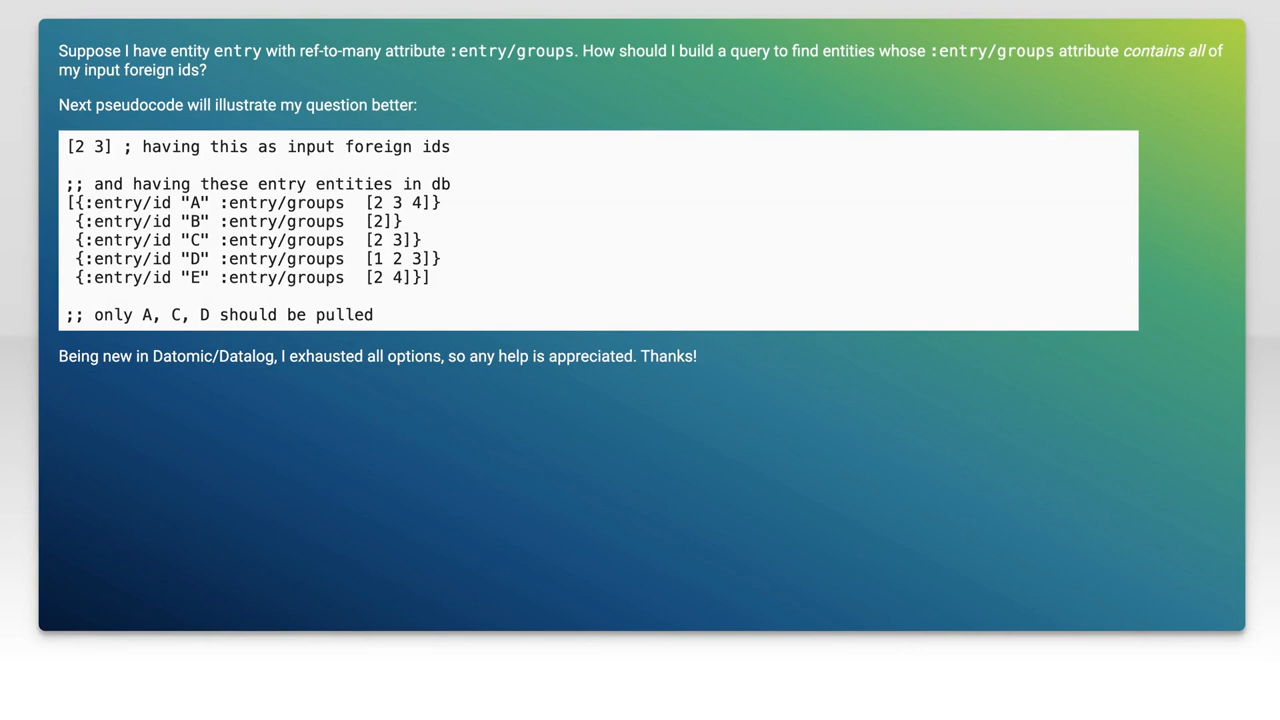 Suppose I have entity entry with ref-to-many attribute :entry/groups. How should I build a query to find entities whose :entry/groups attribute contains all of
my input foreign ids?
Next pseudocode will illustrate my question better:
[2 3] ; having this as input foreign ids
;; and having these entry entities in db
[{:entry/id "A" :entry/groups  [2 3 4]}
 {:entry/id "B" :entry/groups  [2]}
 {:entry/id "C" :entry/groups  [2 3]}
 {:entry/id "D" :entry/groups  [1 2 3]}
 {:entry/id "E" :entry/groups  [2 4]}]
;; only A, C, D should be pulled
Being new in Datomic/Datalog, I exhausted all options, so any help is appreciated. Thanks!